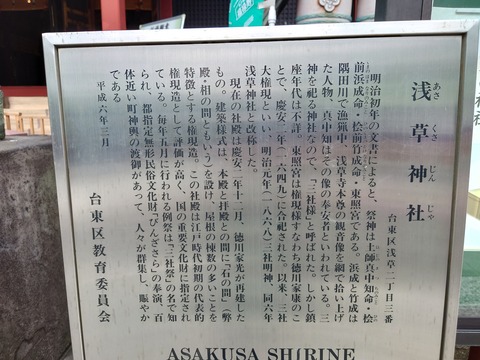 浅草神社
あさくさじんじゃ
台東区浅草二丁目三番
明治初年の文書によると、祭神は土師真中知命・桧
前浜成命・桧前竹成命・東照宮である。浜成と竹成は
隅田川で漁猟中、浅草寺本尊の観音像を網で拾い上げ
た人物、真中知はその像の奉安者といわれている。三
神を祀る神社なので、「三社様」と呼ばれた。しかし鎮
座年代は不詳。東照宮は権現様すなわち徳川家康のこ
とで、慶安二年(一六四九)に合祀された。以来、三社
大権現といい、明治元年(一八六八)三社明神、同六年
浅草神社と改称した。
現在の社殿は慶安二年十二月、徳川家光が再建した
もの。建築様式は、本殿と拝殿との間に「石の間」(弊
殿・相の間ともいう)を設け、屋根の棟数の多いことを
特徴とする権現造。この社殿は江戸時代初期の代表的
権現造として評価が高く、国の重要文化財に指定され
ている。毎年五月に行われる例祭は「三社祭」の名で知
られ、都指定無形民俗文化財「びんざさら」の奉演、百
体近い町神輿の渡御があって、人々が群集し、賑やか
である
平成六年三月
台東区教育委員会
ASAKUSA SHRINE